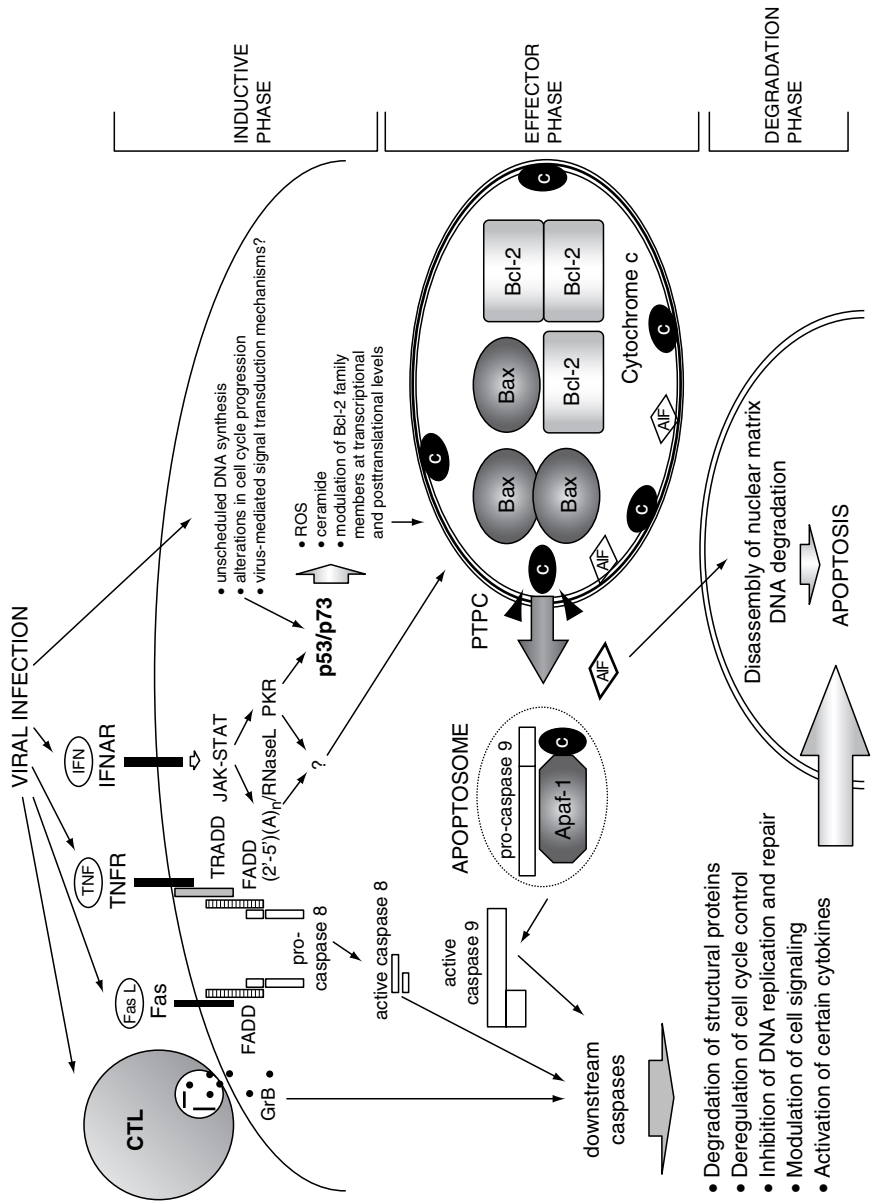 VIRAL INFECTION
CTL
GrB
Fas L
Fas
FADD
TNF
TNFR
TRADD
FADD
pro-
caspase 8
IFN
IFNAR
JAK-STAT
(2'-5')(A)n/RNaseL
PKR
?
p53/p73
• unscheduled DNA synthesis
• alterations in cell cycle progression
• virus-mediated signal transduction mechanisms?
• ROS
• ceramide
• modulation of Bcl-2 family
members at transcriptional
and posttranslational levels
INDUCTIVE
PHASE
active caspase 8
active
caspase 9
APOPTOSOME
pro-caspase 9
Apaf-1
c
PTPC
c
AIF
AIF
AIF
Bax
Bax
Bax
Bcl-2
Bcl-2
Bcl-2
Cytochrome c
c
c
c
c
EFFECTOR
PHASE
downstream
caspases
• Degradation of structural proteins
• Deregulation of cell cycle control
• Inhibition of DNA replication and repair
• Modulation of cell signaling
• Activation of certain cytokines
Disassembly of nuclear matrix
DNA degradation
APOPTOSIS
DEGRADATION
PHASE